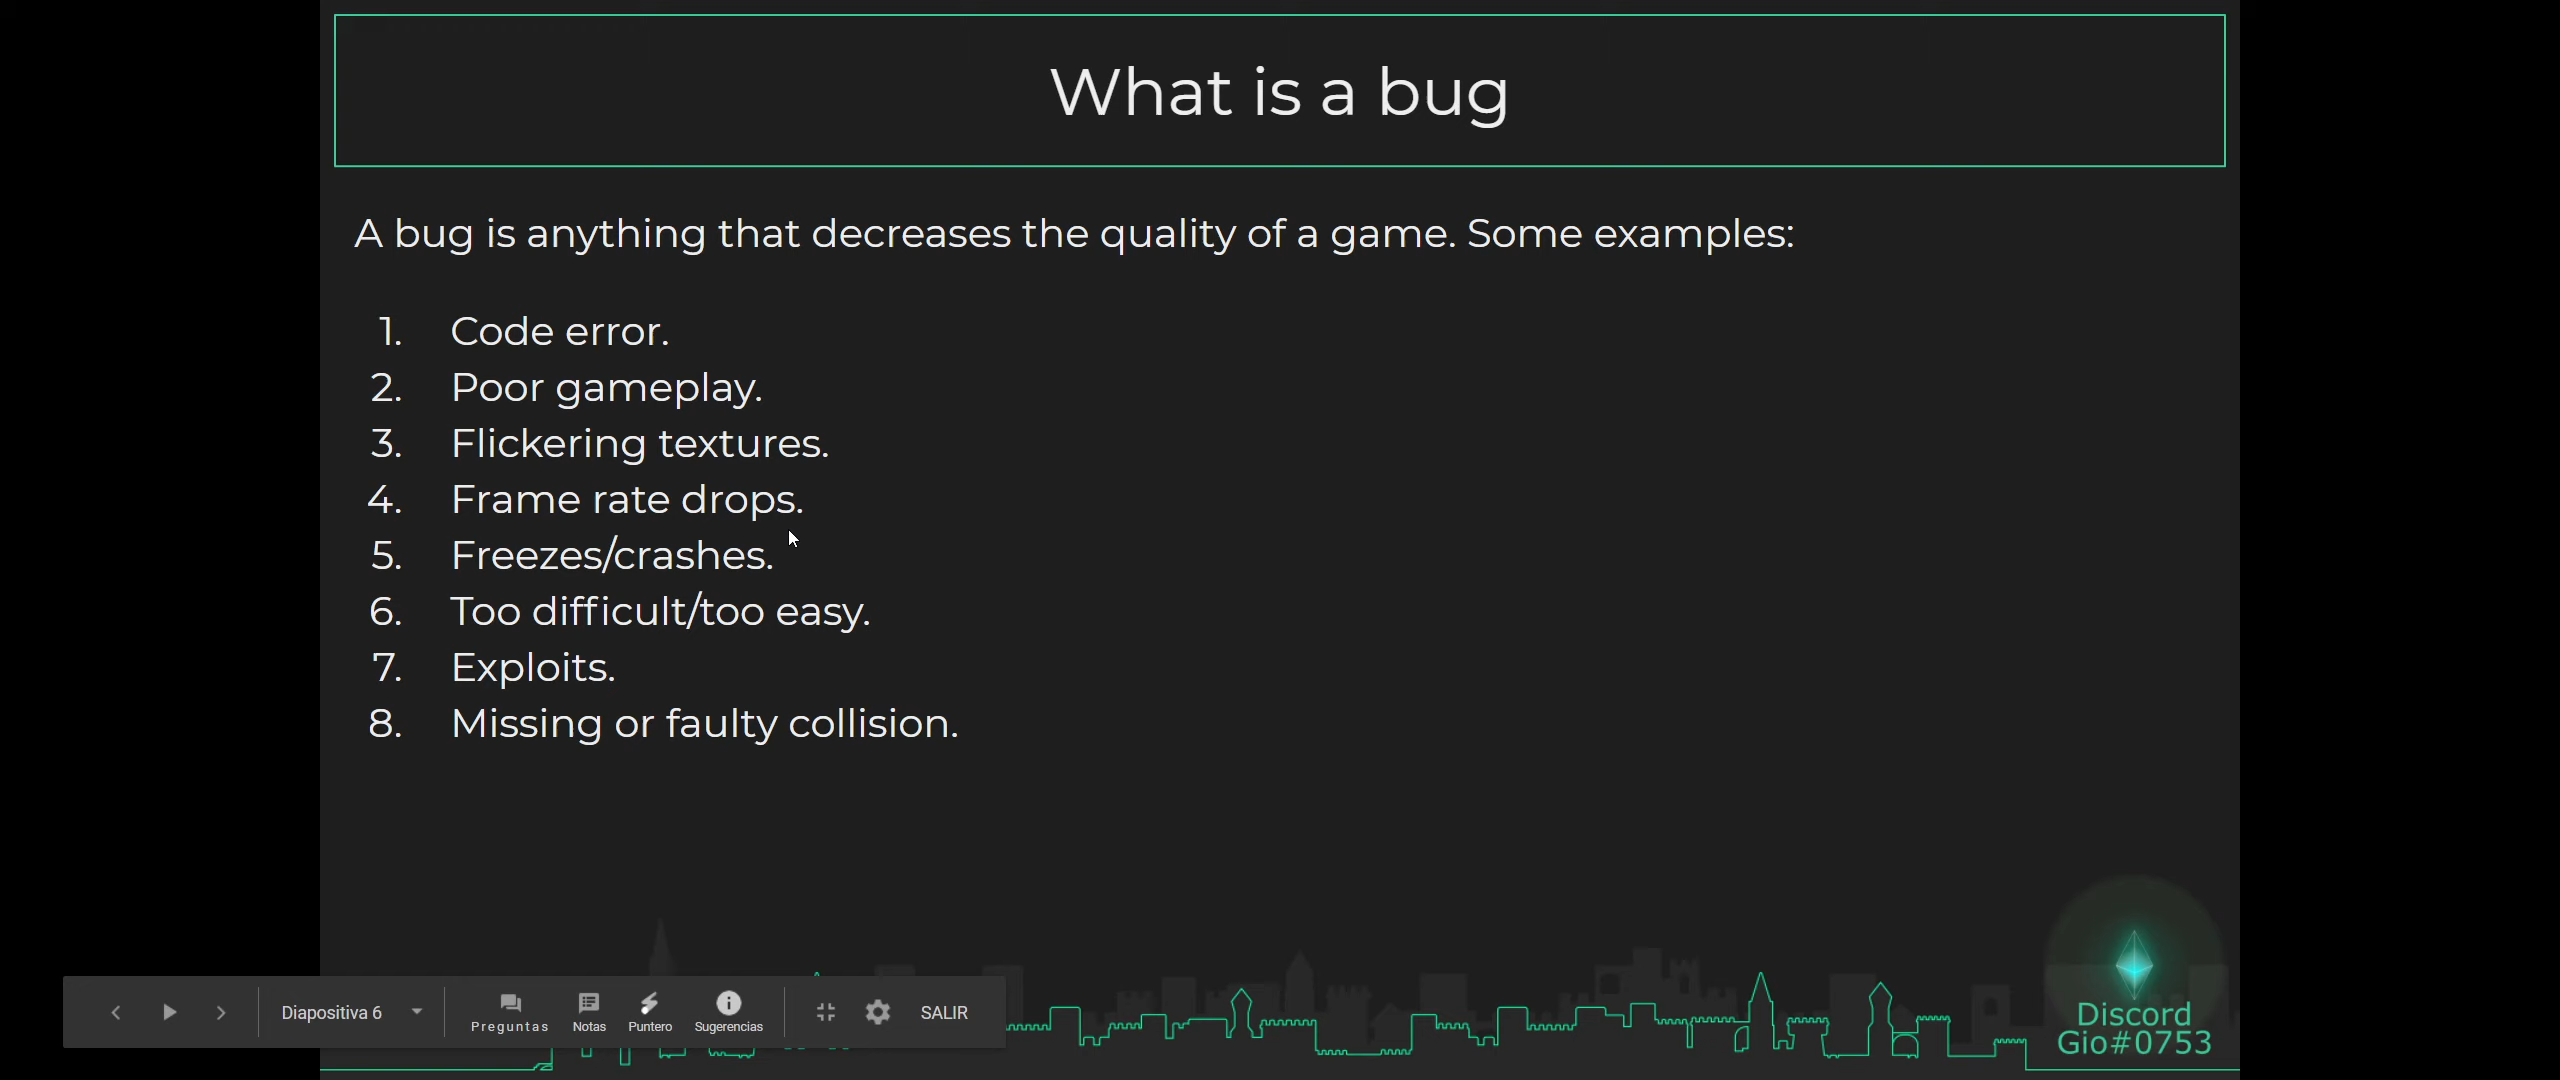 What is a bug
A bug is anything that decreases the quality of a game. Some examples:
1. Code error.
2. Poor gameplay.
3. Flickering textures.
4. Frame rate drops.
5. Freezes/crashes.
6. Too difficult/too easy.
7. Exploits.
8. Missing or faulty collision.
Diapositiva 6
Preguntas
Notas
Puntero
Sugerencias
SALIR
Discord
Gio#0753